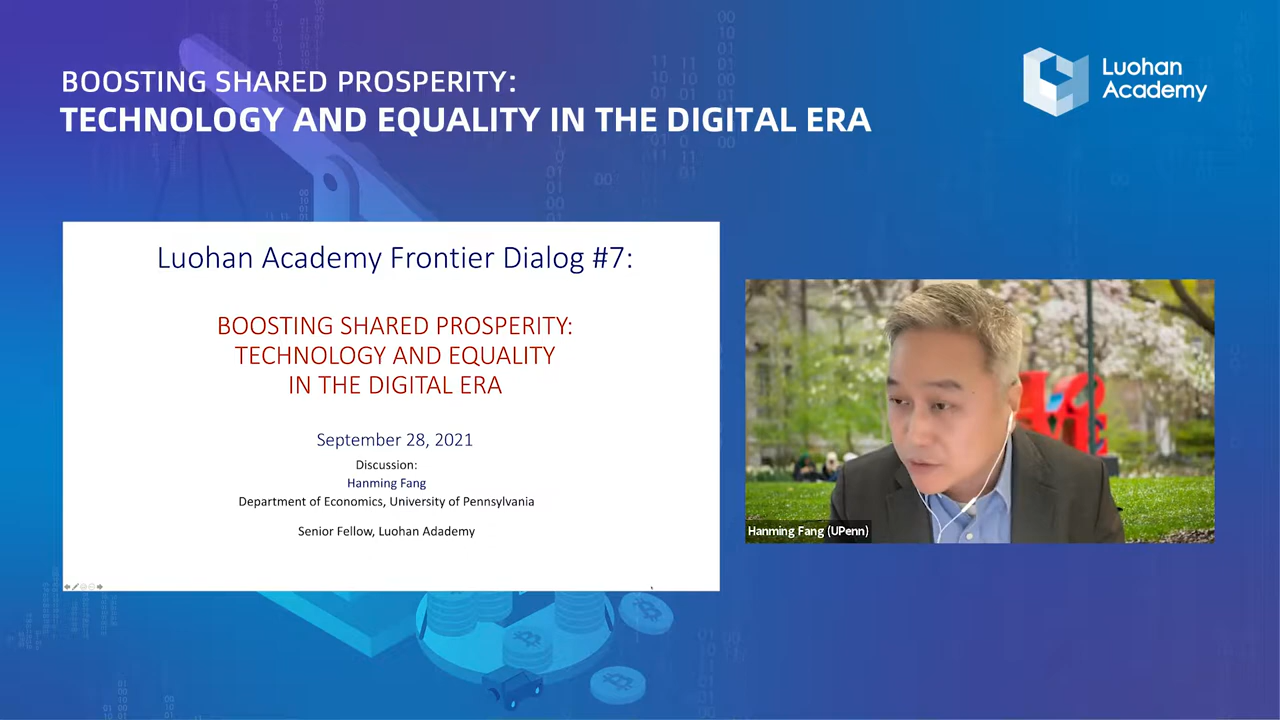 BOOSTING SHARED PROSPERITY:
TECHNOLOGY AND EQUALITY IN THE DIGITAL ERA
Luohan
Academy
Luohan Academy Frontier Dialog #7:
BOOSTING SHARED PROSPERITY:
TECHNOLOGY AND EQUALITY
IN THE DIGITAL ERA
September 28, 2021
Discussion:
Hanming Fang
Department of Economics, University of Pennsylvania
Senior Fellow, Luohan Adademy
Hanming Fang (UPenn)